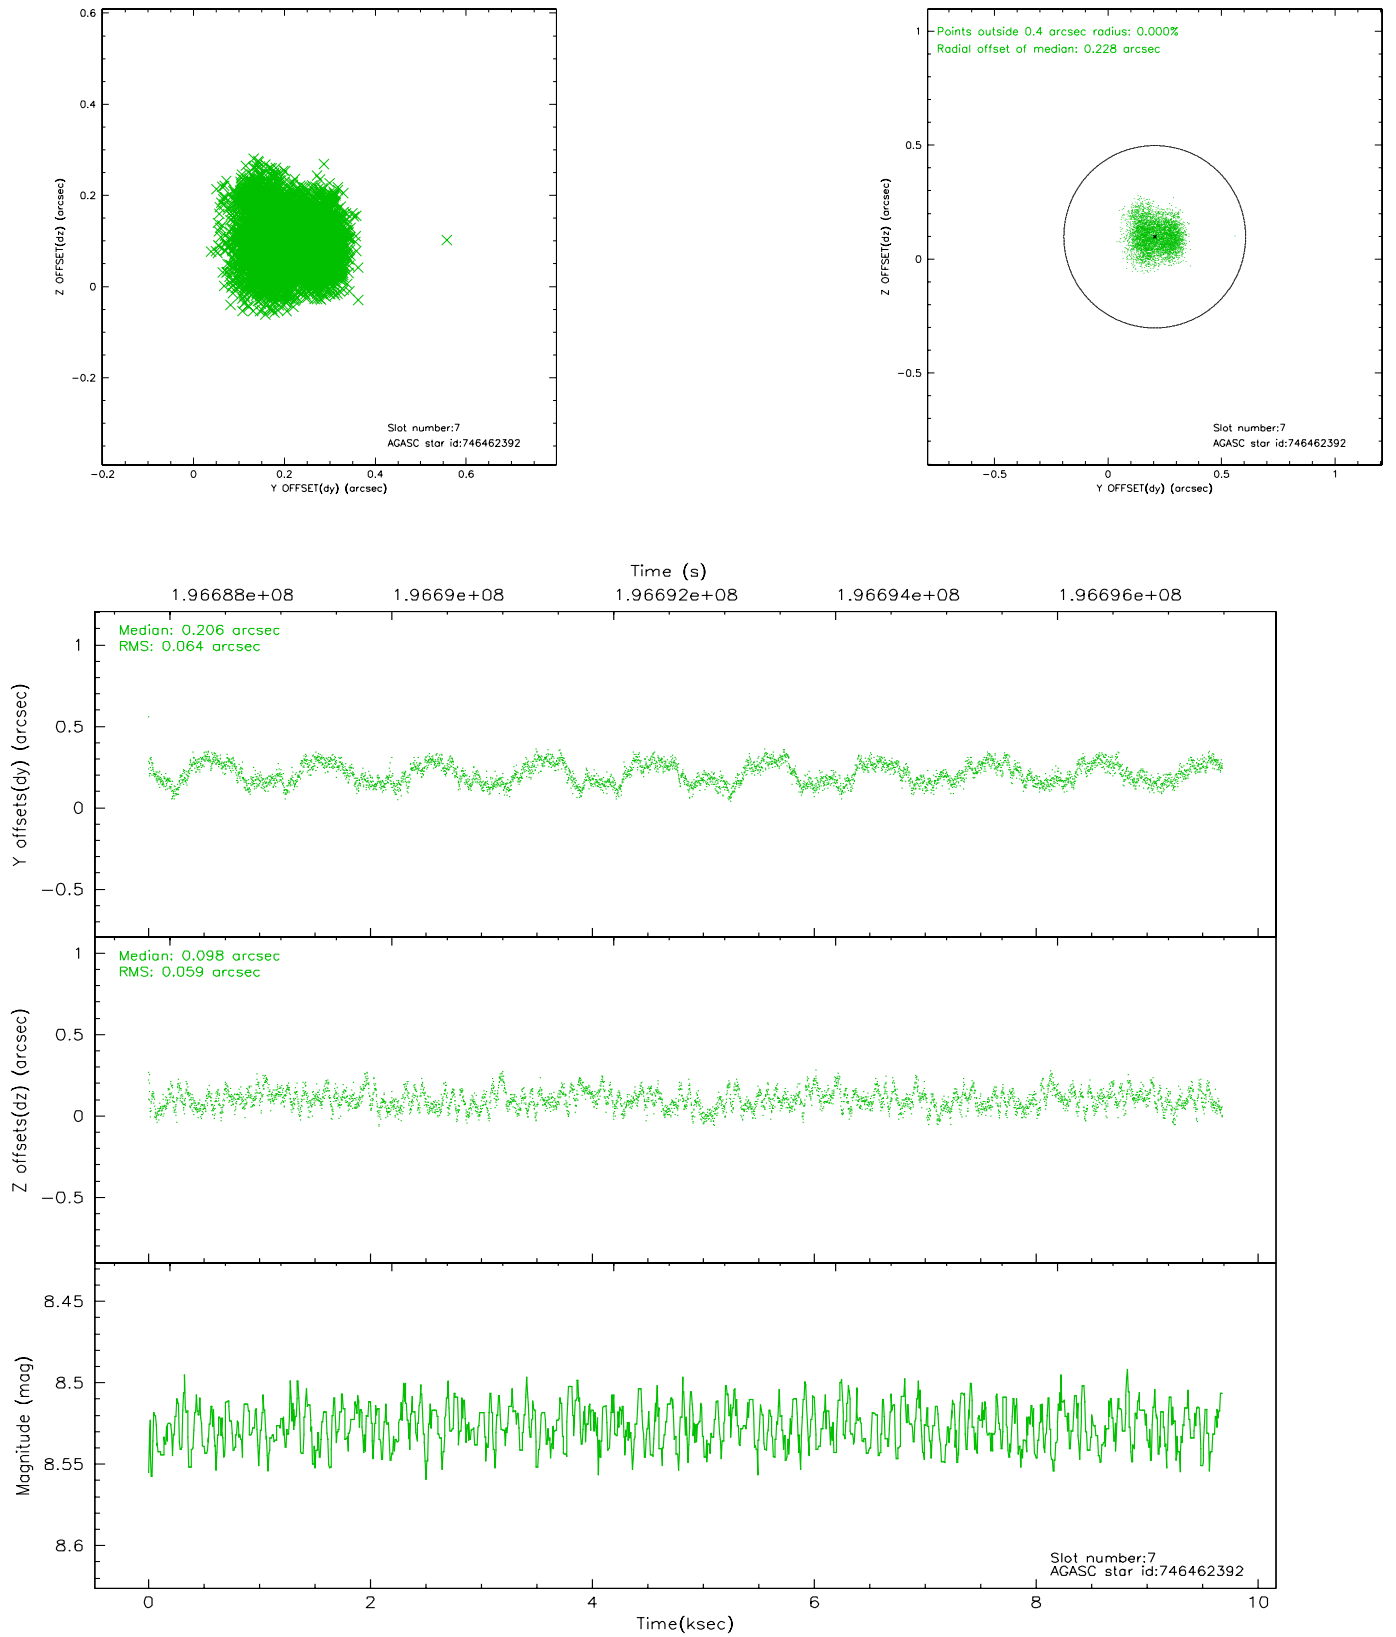 0.6
0.4
0.2
0
−0.2
Z OFFSET(dz) (arcsec)
Slot number:7
AGASC star id:746462392
−0.2 0 0.2 0.4 0.6
Y OFFSET(dy) (arcsec)
Points outside 0.4 arcsec radius: 0.000%
Radial offset of median: 0.228 arcsec
1
0.5
0
−0.5
Z OFFSET(dz) (arcsec)
Slot number:7
AGASC star id:746462392
−0.5 0 0.5 1
Y OFFSET(dy) (arcsec)
Time (s)
1.96688e+08 1.9669e+08 1.96692e+08 1.96694e+08 1.96696e+08
Median: 0.206 arcsec
RMS: 0.064 arcsec
1
0.5
0
−0.5
Y offsets(dy) (arcsec)
Median: 0.098 arcsec
RMS: 0.059 arcsec
1
0.5
0
−0.5
Z offsets(dz) (arcsec)
8.45
8.5
8.55
8.6
Magnitude (mag)
Slot number:7
AGASC star id:746462392
0 2 4 6 8 10
Time(ksec)